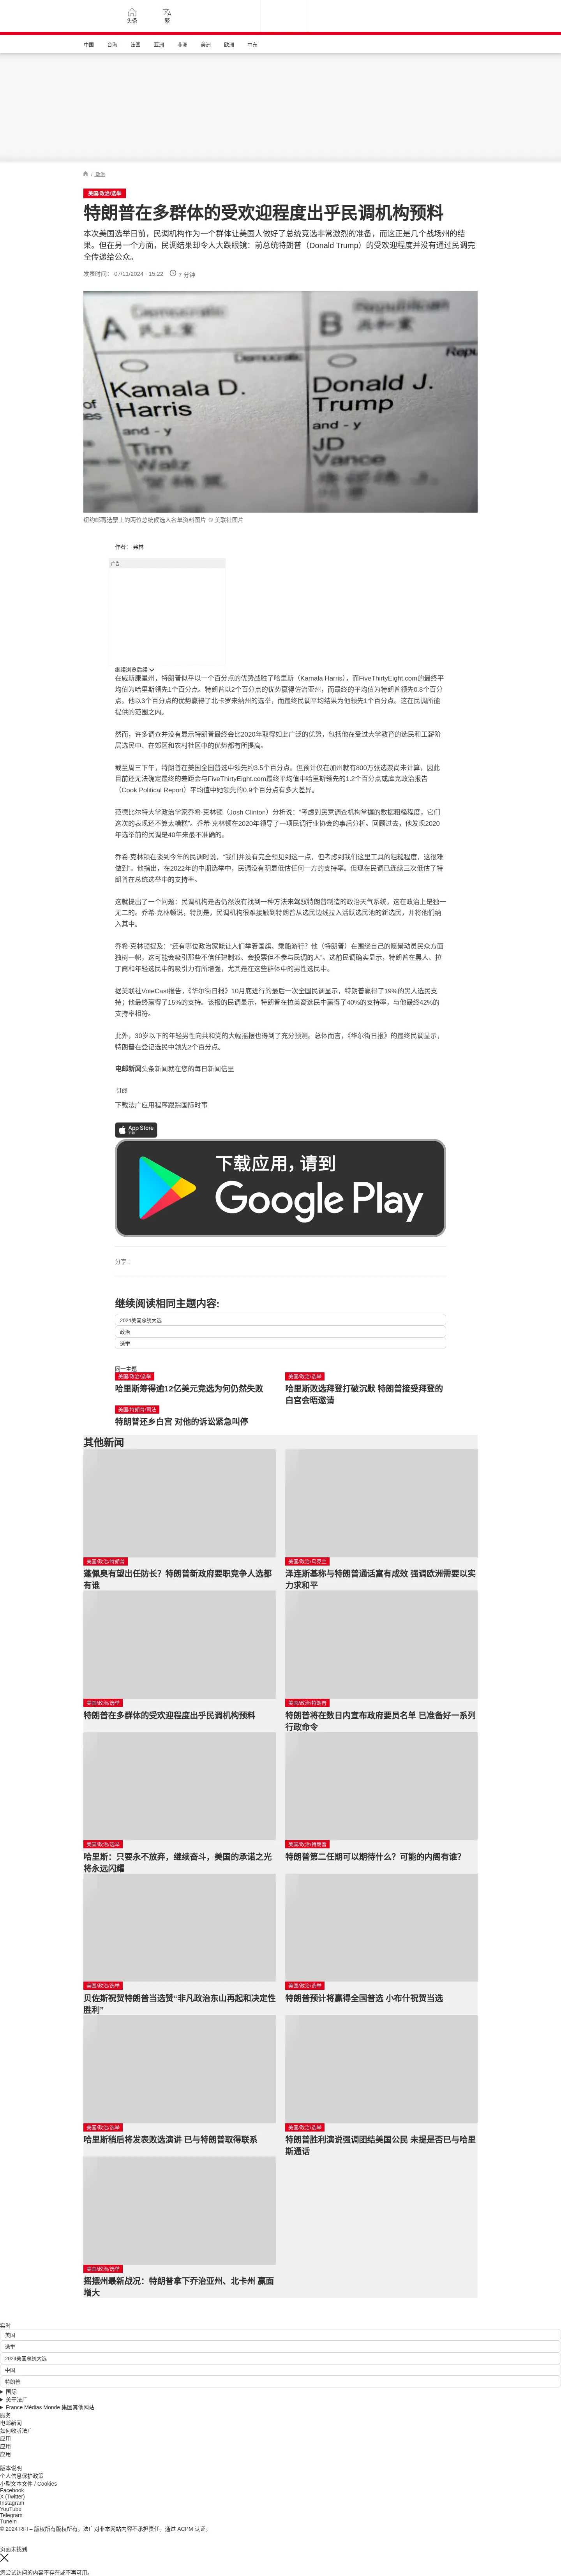 头条
繁
中国
台海
法国
亚洲
非洲
美洲
欧洲
中东
/ 政治
美国/政治/选举
特朗普在多群体的受欢迎程度出乎民调机构预料
本次美国选举日前，民调机构作为一个群体让美国人做好了总统竞选非常激烈的准备，而这正是几个战场州的结
果。但在另一个方面，民调结果却令人大跌眼镜：前总统特朗普（Donald Trump）的受欢迎程度并没有通过民调完
全传递给公众。
发表时间： 07/11/2024 - 15:22
7 分钟
A
Democratic
民主黨
Kamala D.
Harris
and
Tim
Walz
B
Republican
共和黨
Donald J.
Trump
and
JD
Vance
纽约邮寄选票上的两位总统候选人名单资料图片 © 美联社图片
作者： 弗林
广告
继续浏览后续
在威斯康星州，特朗普似乎以一个百分点的优势战胜了哈里斯（Kamala Harris），而FiveThirtyEight.com的最终平
均值为哈里斯领先1个百分点。特朗普以2个百分点的优势赢得佐治亚州，而最终的平均值为特朗普领先0.8个百分
点。他以3个百分点的优势赢得了北卡罗来纳州的选举，而最终民调平均结果为他领先1个百分点。这在民调所能
提供的范围之内。
然而，许多调查并没有显示特朗普最终会比2020年取得如此广泛的优势，包括他在受过大学教育的选民和工薪阶
层选民中、在郊区和农村社区中的优势都有所提高。
截至周三下午，特朗普在美国全国普选中领先约3.5个百分点。但预计仅在加州就有800万张选票尚未计算，因此
目前还无法确定最终的差距会与FiveThirtyEight.com最终平均值中哈里斯领先的1.2个百分点或库克政治报告
（Cook Political Report）平均值中她领先的0.9个百分点有多大差异。
范德比尔特大学政治学家乔希·克林顿（Josh Clinton）分析说：“考虑到民意调查机构掌握的数据粗糙程度，它们
这次的表现还不算太糟糕”。乔希·克林顿在2020年领导了一项民调行业协会的事后分析。回顾过去，他发现2020
年选举前的民调是40年来最不准确的。
乔希·克林顿在谈到今年的民调时说，“我们并没有完全预见到这一点，但考虑到我们这里工具的粗糙程度，这很难
做到”。他指出，在2022年的中期选举中，民调没有明显低估任何一方的支持率。但现在民调已连续三次低估了特
朗普在总统选举中的支持率。
这就提出了一个问题：民调机构是否仍然没有找到一种方法来驾驭特朗普制造的政治天气系统，这在政治上是独一
无二的。乔希·克林顿说，特别是，民调机构很难接触到特朗普从选民边线拉入活跃选民池的新选民，并将他们纳
入其中。
乔希·克林顿提及：“还有哪位政治家能让人们举着国旗、乘船游行？他（特朗普）在围绕自己的愿景动员民众方面
独树一帜，这可能会吸引那些不信任建制派、会投票但不参与民调的人”。选前民调确实显示，特朗普在黑人、拉
丁裔和年轻选民中的吸引力有所增强，尤其是在这些群体中的男性选民中。
据美联社VoteCast报告，《华尔街日报》10月底进行的最后一次全国民调显示，特朗普赢得了19%的黑人选民支
持；他最终赢得了15%的支持。该报的民调显示，特朗普在拉美裔选民中赢得了40%的支持率，与他最终42%的
支持率相符。
此外，30岁以下的年轻男性向共和党的大幅摇摆也得到了充分预测。总体而言，《华尔街日报》的最终民调显示，
特朗普在登记选民中领先2个百分点。
电邮新闻头条新闻就在您的每日新闻信里
订阅
下载法广应用程序跟踪国际时事
App Store
下载
下载应用，请到
Google Play
分享 :
继续阅读相同主题内容:
2024美国总统大选
政治
选举
同一主题
美国/政治/选举
哈里斯筹得逾12亿美元竞选为何仍然失败
美国/政治/选举
哈里斯败选拜登打破沉默 特朗普接受拜登的
白宫会晤邀请
美国/特朗普/司法
特朗普还乡白宫 对他的诉讼紧急叫停
其他新闻
美国/政治/特朗普
蓬佩奥有望出任防长？特朗普新政府要职竞争人选都
有谁
美国/政治/乌克兰
泽连斯基称与特朗普通话富有成效 强调欧洲需要以实
力求和平
美国/政治/选举
特朗普在多群体的受欢迎程度出乎民调机构预料
美国/政治/特朗普
特朗普将在数日内宣布政府要员名单 已准备好一系列
行政命令
美国/政治/选举
哈里斯：只要永不放弃，继续奋斗，美国的承诺之光
将永远闪耀
美国/政治/特朗普
特朗普第二任期可以期待什么？可能的内阁有谁？
美国/政治/选举
贝佐斯祝贺特朗普当选赞“非凡政治东山再起和决定性
胜利”
美国/政治/选举
特朗普预计将赢得全国普选 小布什祝贺当选
美国/政治/选举
哈里斯稍后将发表败选演讲 已与特朗普取得联系
美国/政治/选举
特朗普胜利演说强调团结美国公民 未提是否已与哈里
斯通话
美国/政治/选举
摇摆州最新战况：特朗普拿下乔治亚州、北卡州 赢面
增大
实时
美国
选举
2024美国总统大选
中国
特朗普
国际
关于法广
France Médias Monde 集团其他网站
服务
电邮新闻
如何收听法广
应用
应用
应用
版本说明
个人信息保护政策
小型文本文件 / Cookies
Facebook
X (Twitter)
Instagram
YouTube
Telegram
TuneIn
© 2024 RFI – 版权所有版权所有。法广对非本网站内容不承担责任。通过 ACPM 认证。
页面未找到
您尝试访问的内容不存在或不再可用。